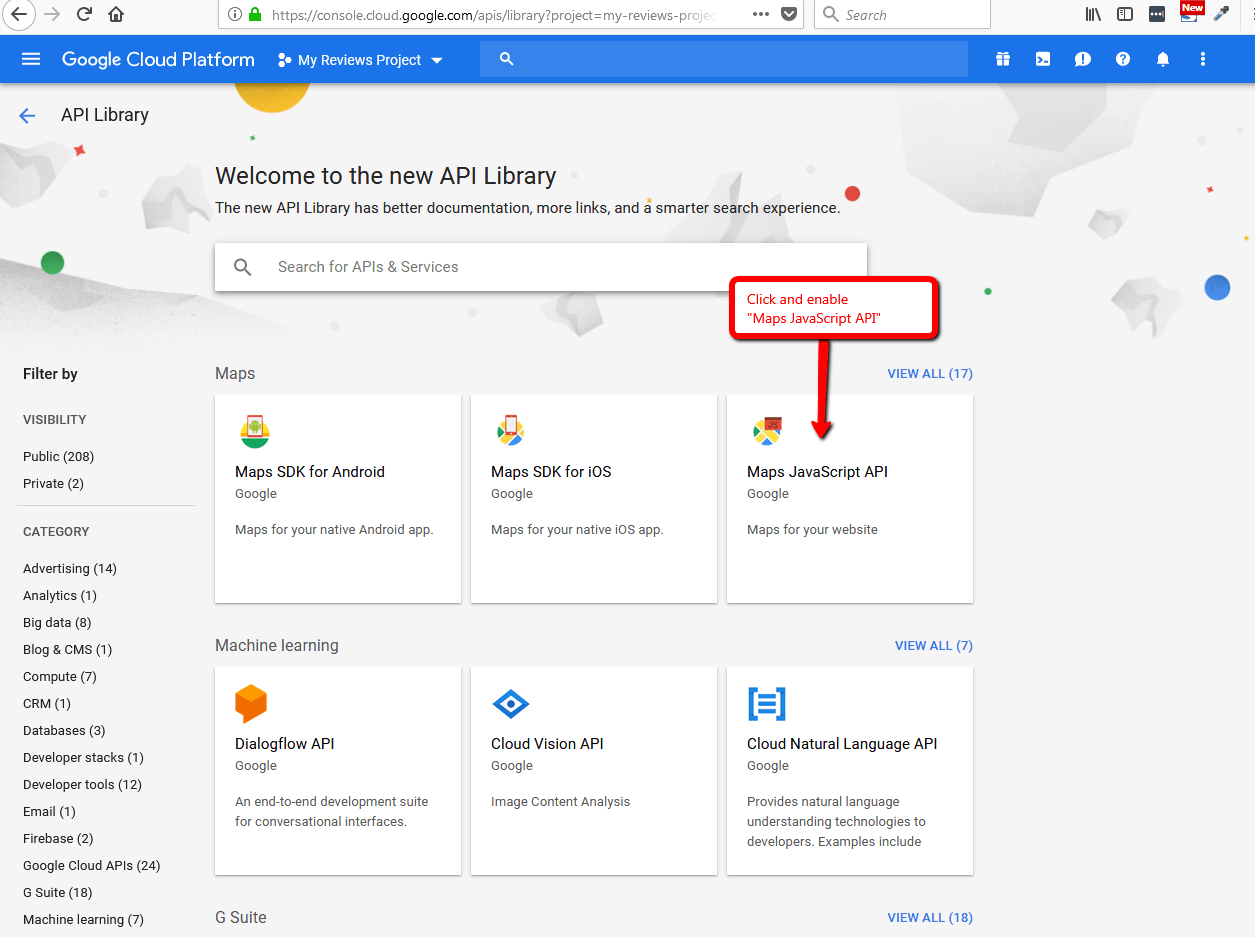 https://console.cloud.google.com/apis/library?project=my-reviews-projec
Search
New
Google Cloud Platform
My Reviews Project
API Library
Welcome to the new API Library
The new API Library has better documentation, more links, and a smarter search experience.
Search for APIs & Services
Click and enable
"Maps JavaScript API"
Filter by
VISIBILITY
Public (208)
Private (2)
CATEGORY
Advertising (14)
Analytics (1)
Big data (8)
Blog & CMS (1)
Compute (7)
CRM (1)
Databases (3)
Developer stacks (1)
Developer tools (12)
Email (1)
Firebase (2)
Google Cloud APIs (24)
G Suite (18)
Machine learning (7)
Maps
VIEW ALL (17)
Maps SDK for Android
Google
Maps for your native Android app.
Maps SDK for iOS
Google
Maps for your native iOS app.
JS
Maps JavaScript API
Google
Maps for your website
Machine learning
VIEW ALL (7)
Dialogflow API
Google
An end-to-end development suite
for conversational interfaces.
Cloud Vision API
Google
Image Content Analysis
Cloud Natural Language API
Google
Provides natural language
understanding technologies to
developers. Examples include
G Suite
VIEW ALL (18)